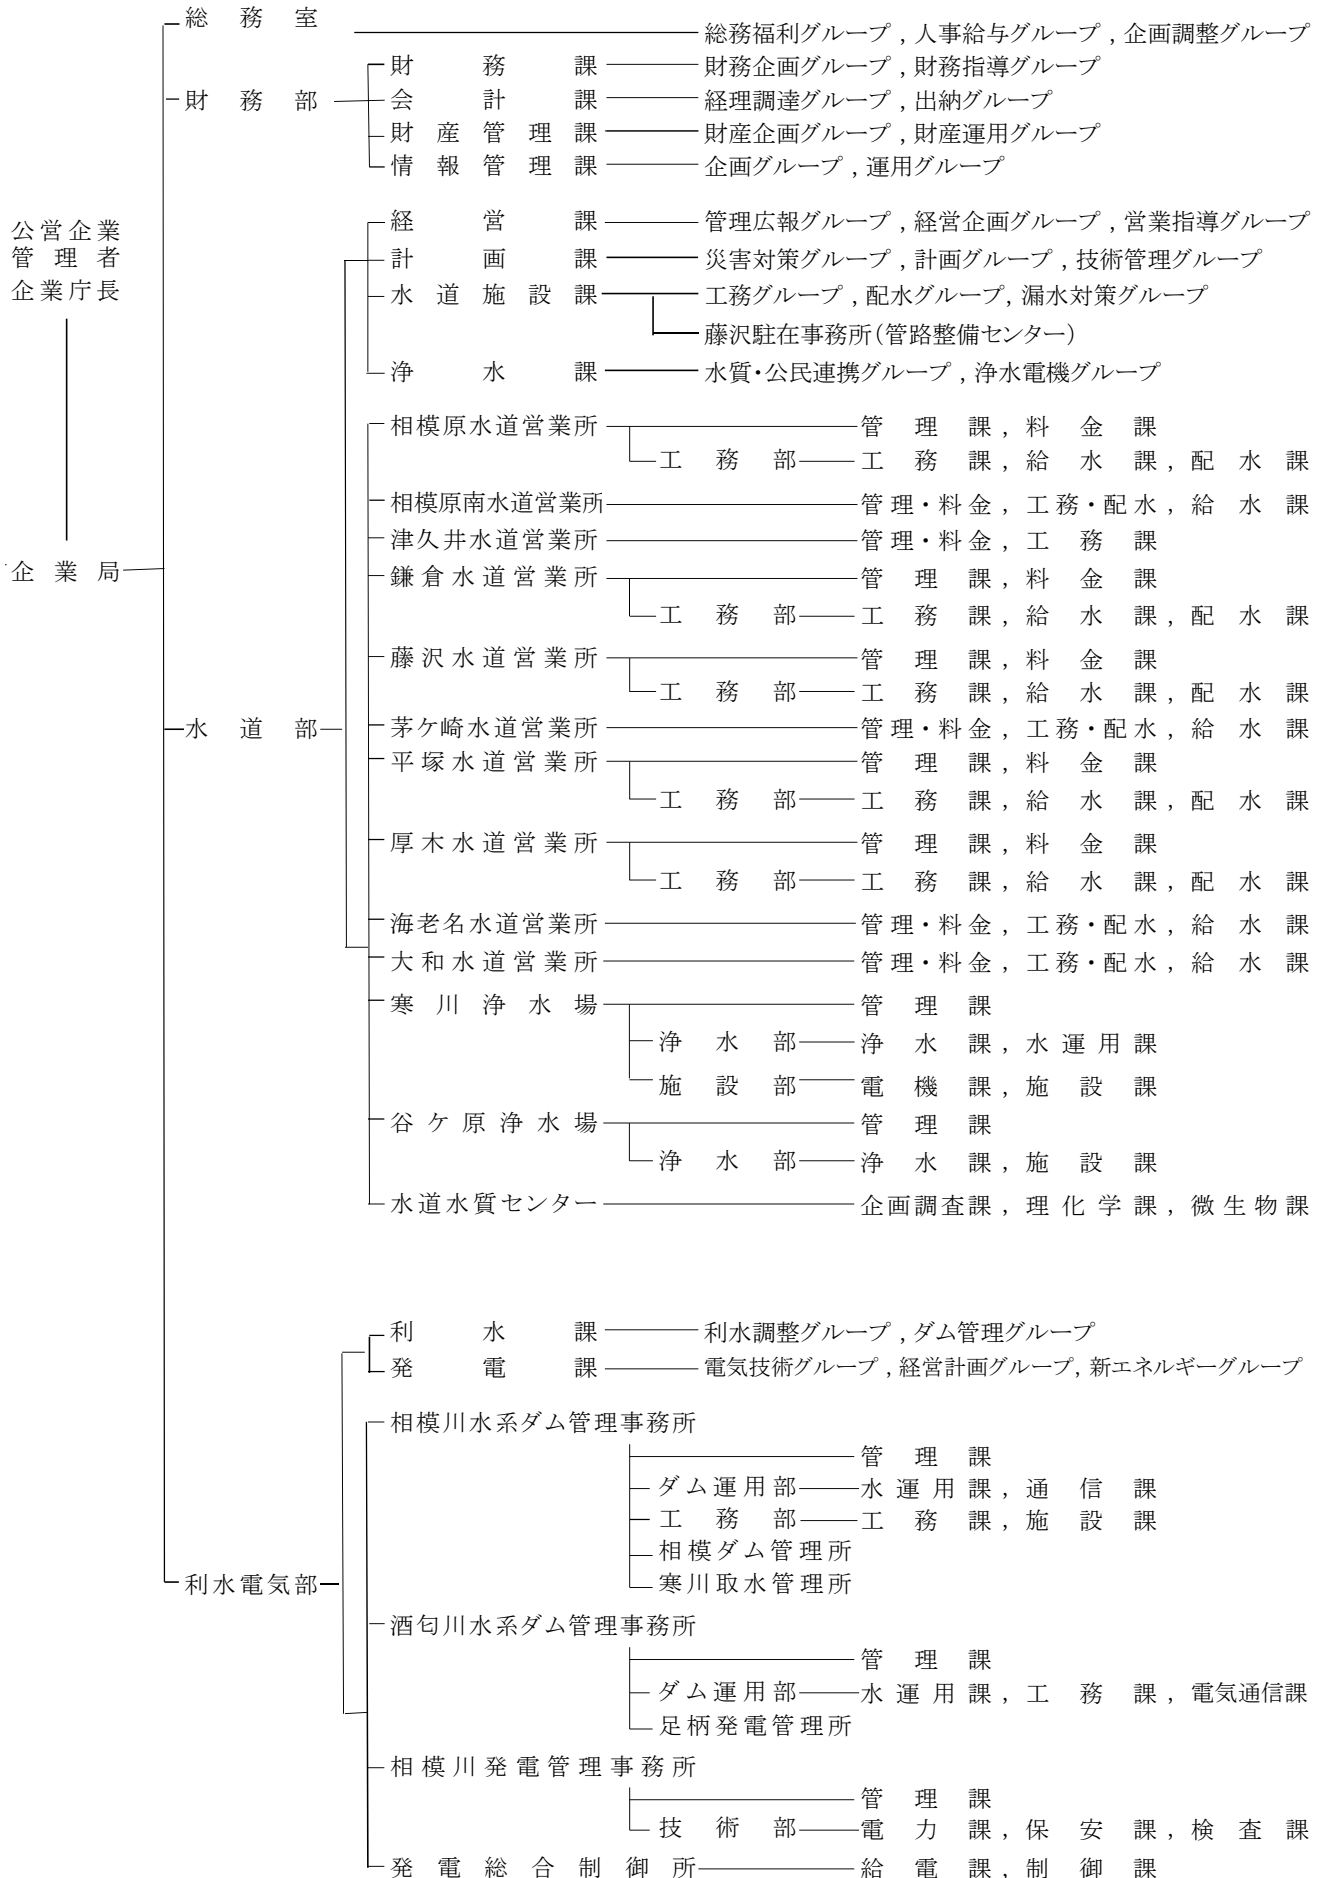 総務室
総務福利グループ , 人事給与グループ , 企画調整グループ
財務課 財務企画グループ , 財務指導グループ
財務部 会計課 経理調達グループ , 出納グループ
財産管理課 財産企画グループ , 財産運用グループ
情報管理課 企画グループ , 運用グループ
経営課 管理広報グループ , 経営企画グループ , 営業指導グループ
公営企業
管理者
企業庁長
計画課 災害対策グループ , 計画グループ , 技術管理グループ
水道施設課 工務グループ , 配水グループ, 漏水対策グループ
藤沢駐在事務所(管路整備センター)
浄水課 水質・公民連携グループ , 浄水電機グループ
相模原水道営業所 管理課 , 料金課
工務部 工務課 , 給水課 , 配水課
相模原南水道営業所 管理・料金 , 工務・配水 , 給水課
津久井水道営業所 管理・料金 , 工務課
企業局
鎌倉水道営業所 管理課 , 料金課
工務部 工務課 , 給水課 , 配水課
藤沢水道営業所 管理課 , 料金課
工務部 工務課 , 給水課 , 配水課
水道部
茅ケ崎水道営業所 管理・料金 , 工務・配水 , 給水課
平塚水道営業所 管理課 , 料金課
工務部 工務課 , 給水課 , 配水課
厚木水道営業所 管理課 , 料金課
工務部 工務課 , 給水課 , 配水課
海老名水道営業所 管理・料金 , 工務・配水 , 給水課
大和水道営業所 管理・料金 , 工務・配水 , 給水課
寒川浄水場 管理課
浄水部 浄水課 , 水運用課
施設部 電機課 , 施設課
谷ケ原浄水場 管理課
浄水部 浄水課 , 施設課
水道水質センター 企画調査課 , 理化学課 , 微生物課
利水課 利水調整グループ , ダム管理グループ
発電課 電気技術グループ , 経営計画グループ, 新エネルギーグループ
相模川水系ダム管理事務所
管理課
ダム運用部 水運用課 , 通信課
工務部 工務課 , 施設課
相模ダム管理所
利水電気部 寒川取水管理所
酒匂川水系ダム管理事務所
管理課
ダム運用部 水運用課 , 工務課 , 電気通信課
足柄発電管理所
相模川発電管理事務所
管理課
技術部 電力課 , 保安課 , 検査課
発電総合制御所 給電課 , 制御課